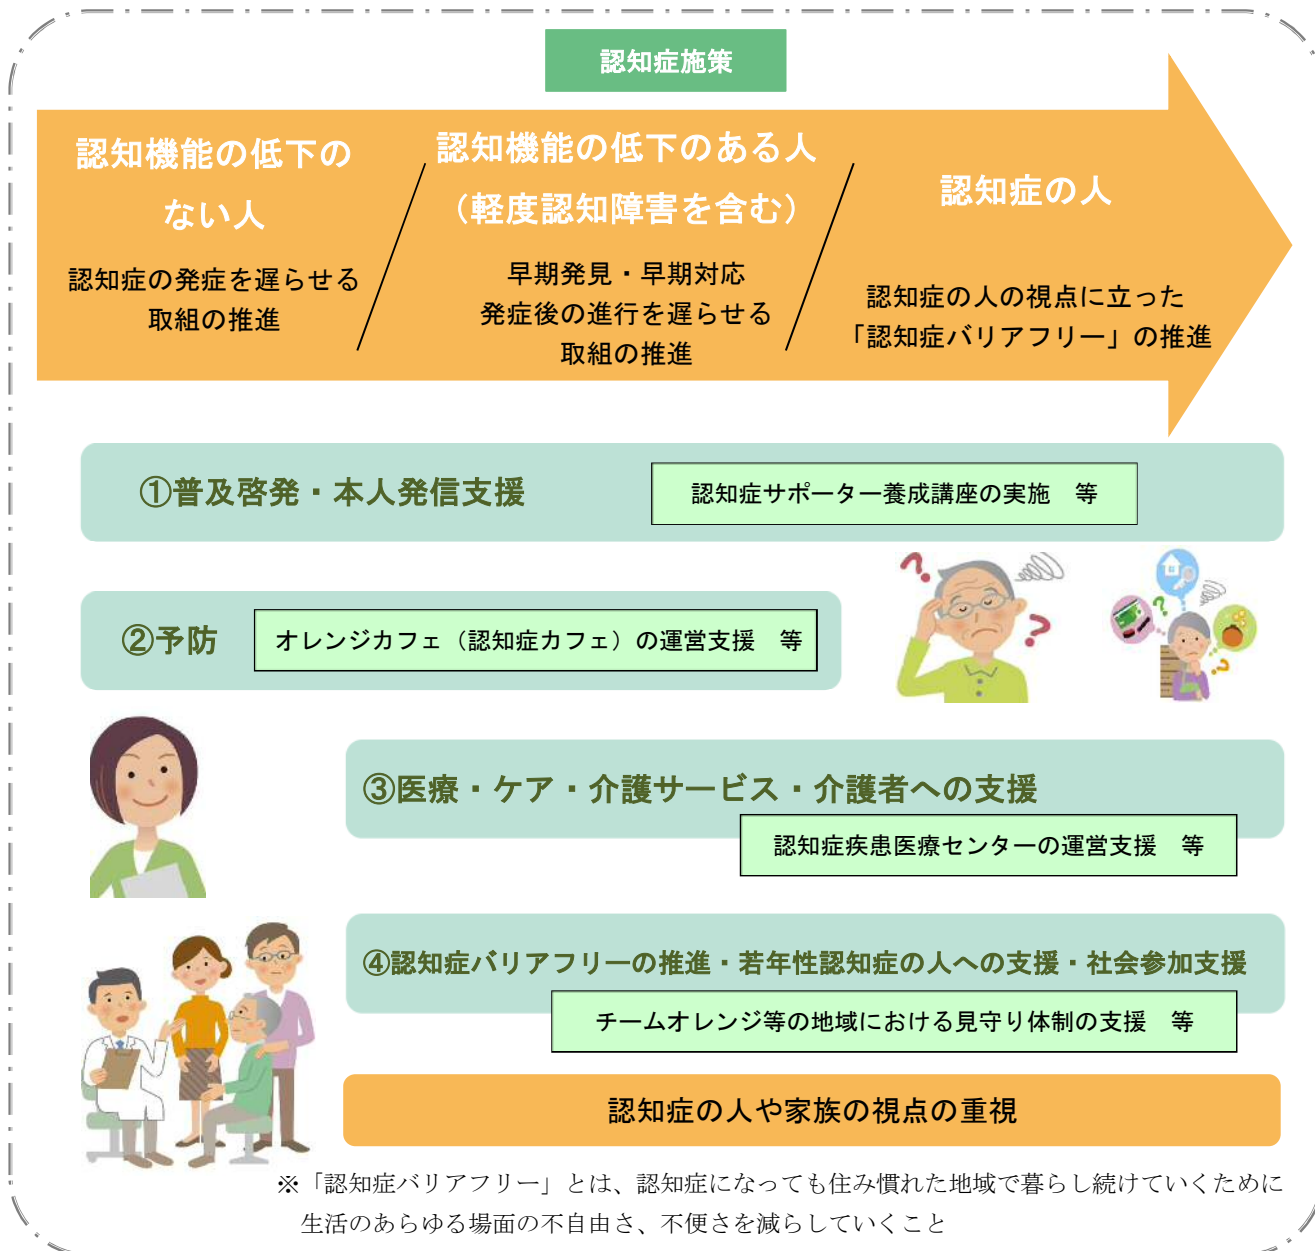 認知症施策
認知機能の低下の
ない人
認知症の発症を遅らせる
取組の推進
認知機能の低下のある人
（軽度認知障害を含む）
早期発見・早期対応
発症後の進行を遅らせる
取組の推進
認知症の人
認知症の人の視点に立った
「認知症バリアフリー」の推進
①普及啓発・本人発信支援
認知症サポーター養成講座の実施　等
②予防
オレンジカフェ（認知症カフェ）の運営支援　等
③医療・ケア・介護サービス・介護者への支援
認知症疾患医療センターの運営支援　等
④認知症バリアフリーの推進・若年性認知症の人への支援・社会参加支援
チームオレンジ等の地域における見守り体制の支援　等
認知症の人や家族の視点の重視
※「認知症バリアフリー」とは、認知症になっても住み慣れた地域で暮らし続けていくために
生活のあらゆる場面の不自由さ、不便さを減らしていくこと